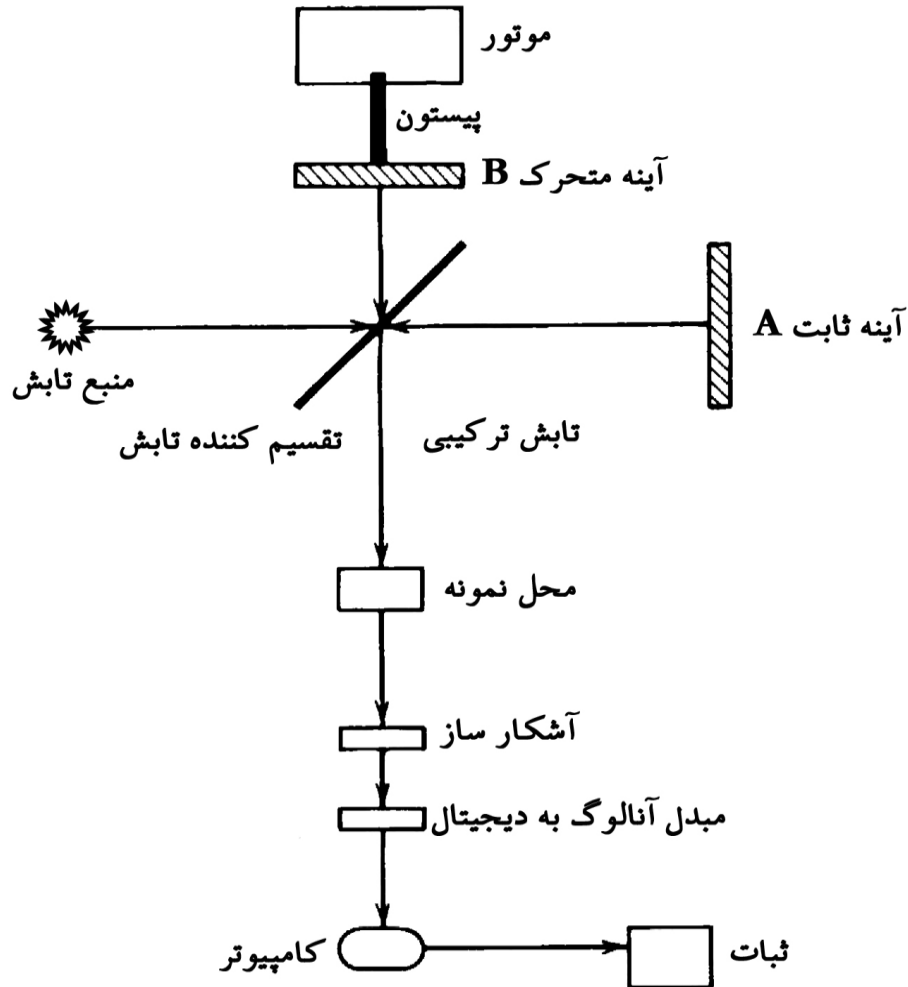 موتور
پیستون
آینه متحرک B
آینه ثابت A
منبع تابش
تقسیم کننده تابش
تابش ترکیبی
محل نمونه
آشکار ساز
مبدل آنالوگ به دیجیتال
کامپیوتر
ثبات